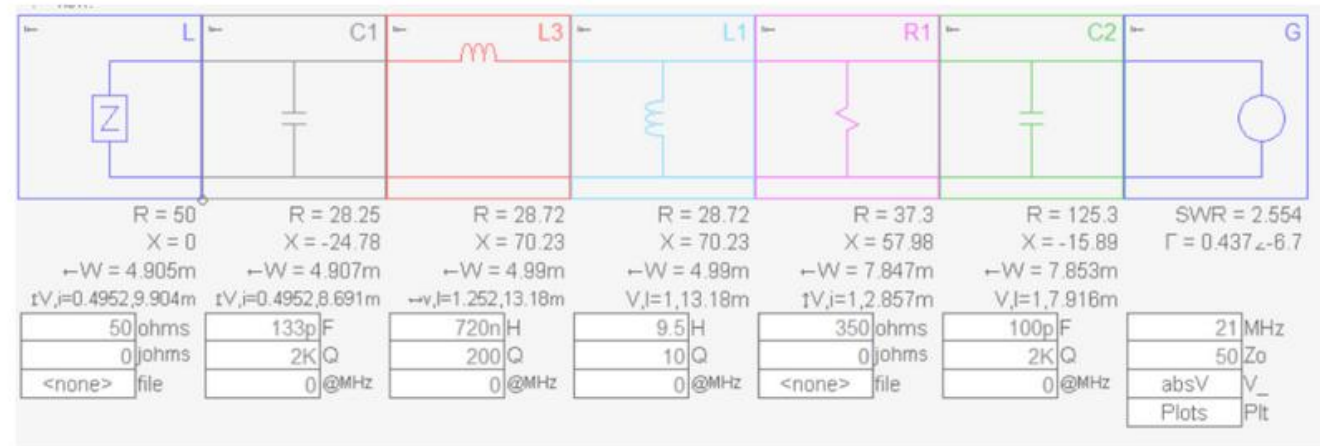 L C1 L3 L1 R1 C2 G
Z
R = 50 R = 28.25 R = 28.72 R = 28.72 R = 37.3 R = 125.3 SWR = 2.554
X = 0 X = -24.78 X = 70.23 X = 70.23 X = 57.98 X = -15.89 Γ = 0.437∠-6.7
←W = 4.905m ←W = 4.907m ←W = 4.99m ←W = 4.99m ←W = 7.847m ←W = 7.853m
↕V,i=0.4952,9.904m ↕V,i=0.4952,8.691m ↔v,I=1.252,13.18m V,I=1,13.18m ↕V,i=1,2.857m V,I=1,7.916m
50 ohms 133p F 720n H 9.5 H 350 ohms 100p F 21 MHz
0 johms 2K Q 200 Q 10 Q 0 johms 2K Q 50 Zo
<none> file 0 @MHz 0 @MHz 0 @MHz <none> file 0 @MHz absV V_
Plots Plt